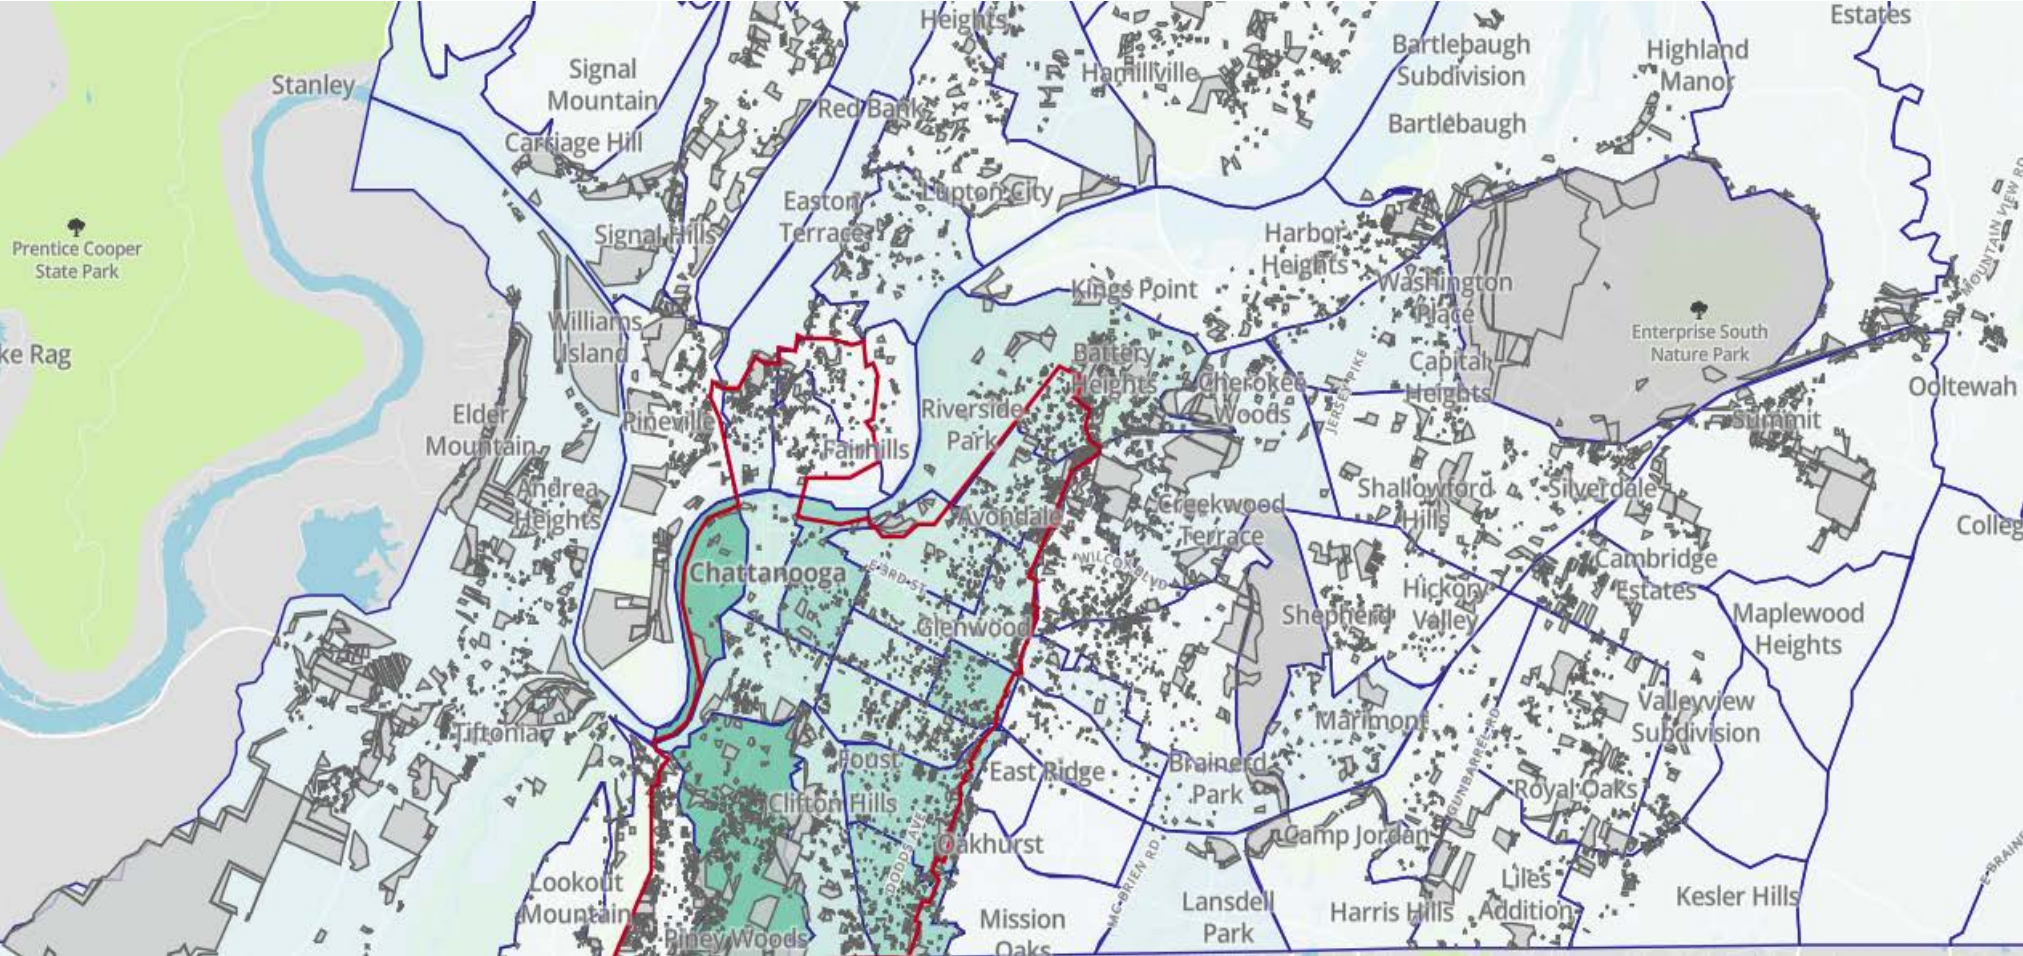 Heights
Estates
Stanley
Signal
Mountain
Hamillville
Bartlebaugh
Subdivision
Highland
Manor
Red Bank
Carriage Hill
Bartlebaugh
Prentice Cooper
State Park
Easton
Terrace
Lupton City
Signal Hills
Harbor
Heights
MOUNTAIN VIEW RD
Kings Point
Washington
Place
Williams
Island
Enterprise South
Nature Park
ke Rag
Battery
Heights
Cherokee
Woods
JERSEY PIKE
Capital
Heights
Ooltewah
Elder
Mountain
Pineville
Riverside
Park
Fairhills
Summit
Andrea
Heights
Avondale
Creekwood
Terrace
Shallowford
Hills
Silverdale
Colleg
Chattanooga
E 3RD ST
WILCOX BLVD
Cambridge
Estates
Glenwood
Shepherd
Hickory
Valley
Maplewood
Heights
Tiftonia
Marimont
Valleyview
Subdivision
Foust
East Ridge
Brainerd
Park
GUNBARREL RD
Royal Oaks
Clifton Hills
DODDS AVE
Oakhurst
Camp Jordan
MC BRIEN RD
E BRAINE
Lookout
Mountain
Piney Woods
Mission
Oaks
Lansdell
Park
Harris Hills
Liles
Addition
Kesler Hills